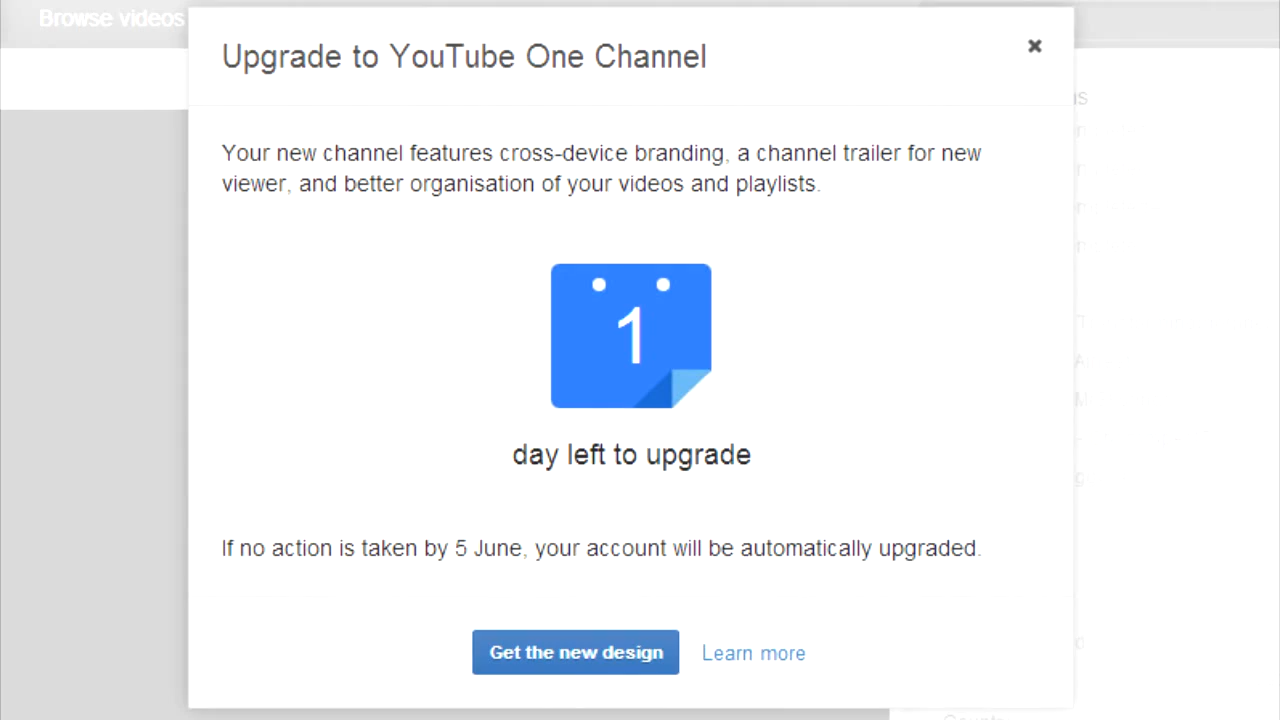 Browse videos
Upgrade to YouTube One Channel
Your new channel features cross-device branding, a channel trailer for new
viewer, and better organisation of your videos and playlists.
1
day left to upgrade
If no action is taken by 5 June, your account will be automatically upgraded.
Get the new design Learn more